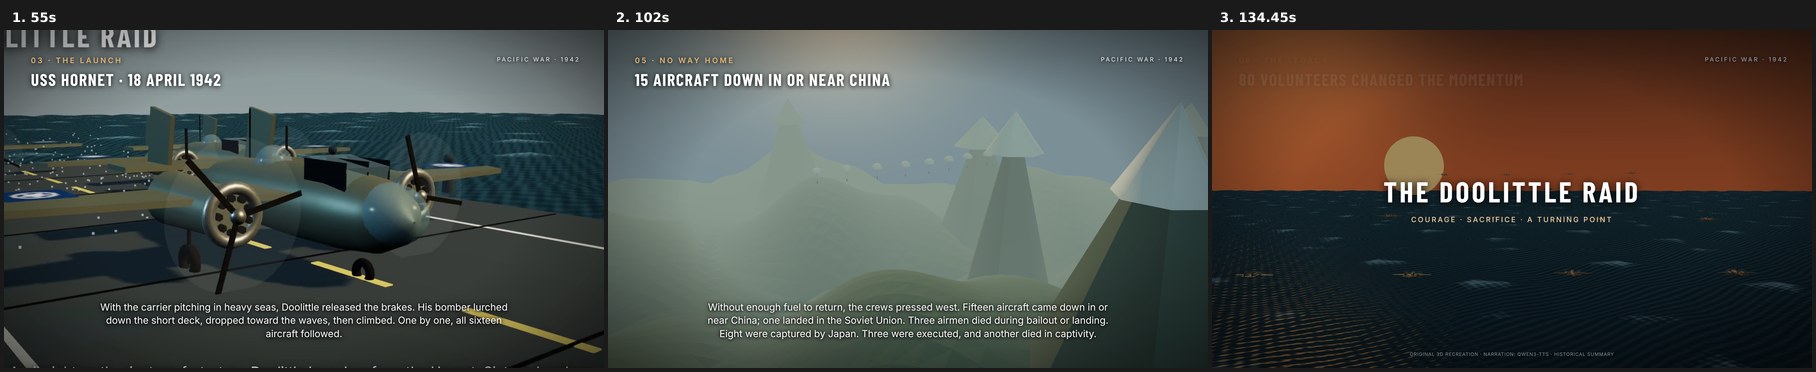 1. 55s
LITTLE RAID
03 · THE LAUNCH
USS HORNET · 18 APRIL 1942
PACIFIC WAR · 1942
With the carrier pitching in heavy seas, Doolittle released the brakes. His bomber lurched
down the short deck, dropped toward the waves, then climbed. One by one, all sixteen
aircraft followed.
2. 102s
05 · NO WAY HOME
15 AIRCRAFT DOWN IN OR NEAR CHINA
PACIFIC WAR · 1942
Without enough fuel to return, the crews pressed west. Fifteen aircraft came down in or
near China; one landed in the Soviet Union. Three airmen died during bailout or landing.
Eight were captured by Japan. Three were executed, and another died in captivity.
3. 134.45s
80 VOLUNTEERS CHANGED THE MOMENTUM
PACIFIC WAR · 1942
THE DOOLITTLE RAID
COURAGE · SACRIFICE · A TURNING POINT
ORIGINAL 3D RECREATION · NARRATION: QWEN3-TTS · HISTORICAL SUMMARY